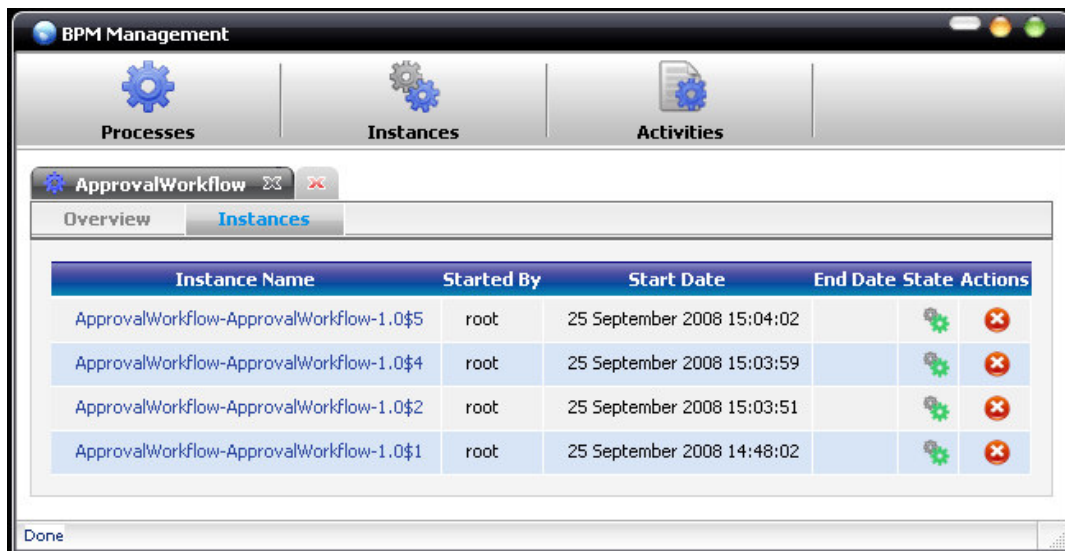 BPM Management
Processes Instances Activities
ApprovalWorkflow
Overview Instances
Instance Name Started By Start Date End Date State Actions
ApprovalWorkflow-ApprovalWorkflow-1.0$5 root 25 September 2008 15:04:02
ApprovalWorkflow-ApprovalWorkflow-1.0$4 root 25 September 2008 15:03:59
ApprovalWorkflow-ApprovalWorkflow-1.0$2 root 25 September 2008 15:03:51
ApprovalWorkflow-ApprovalWorkflow-1.0$1 root 25 September 2008 14:48:02
Done